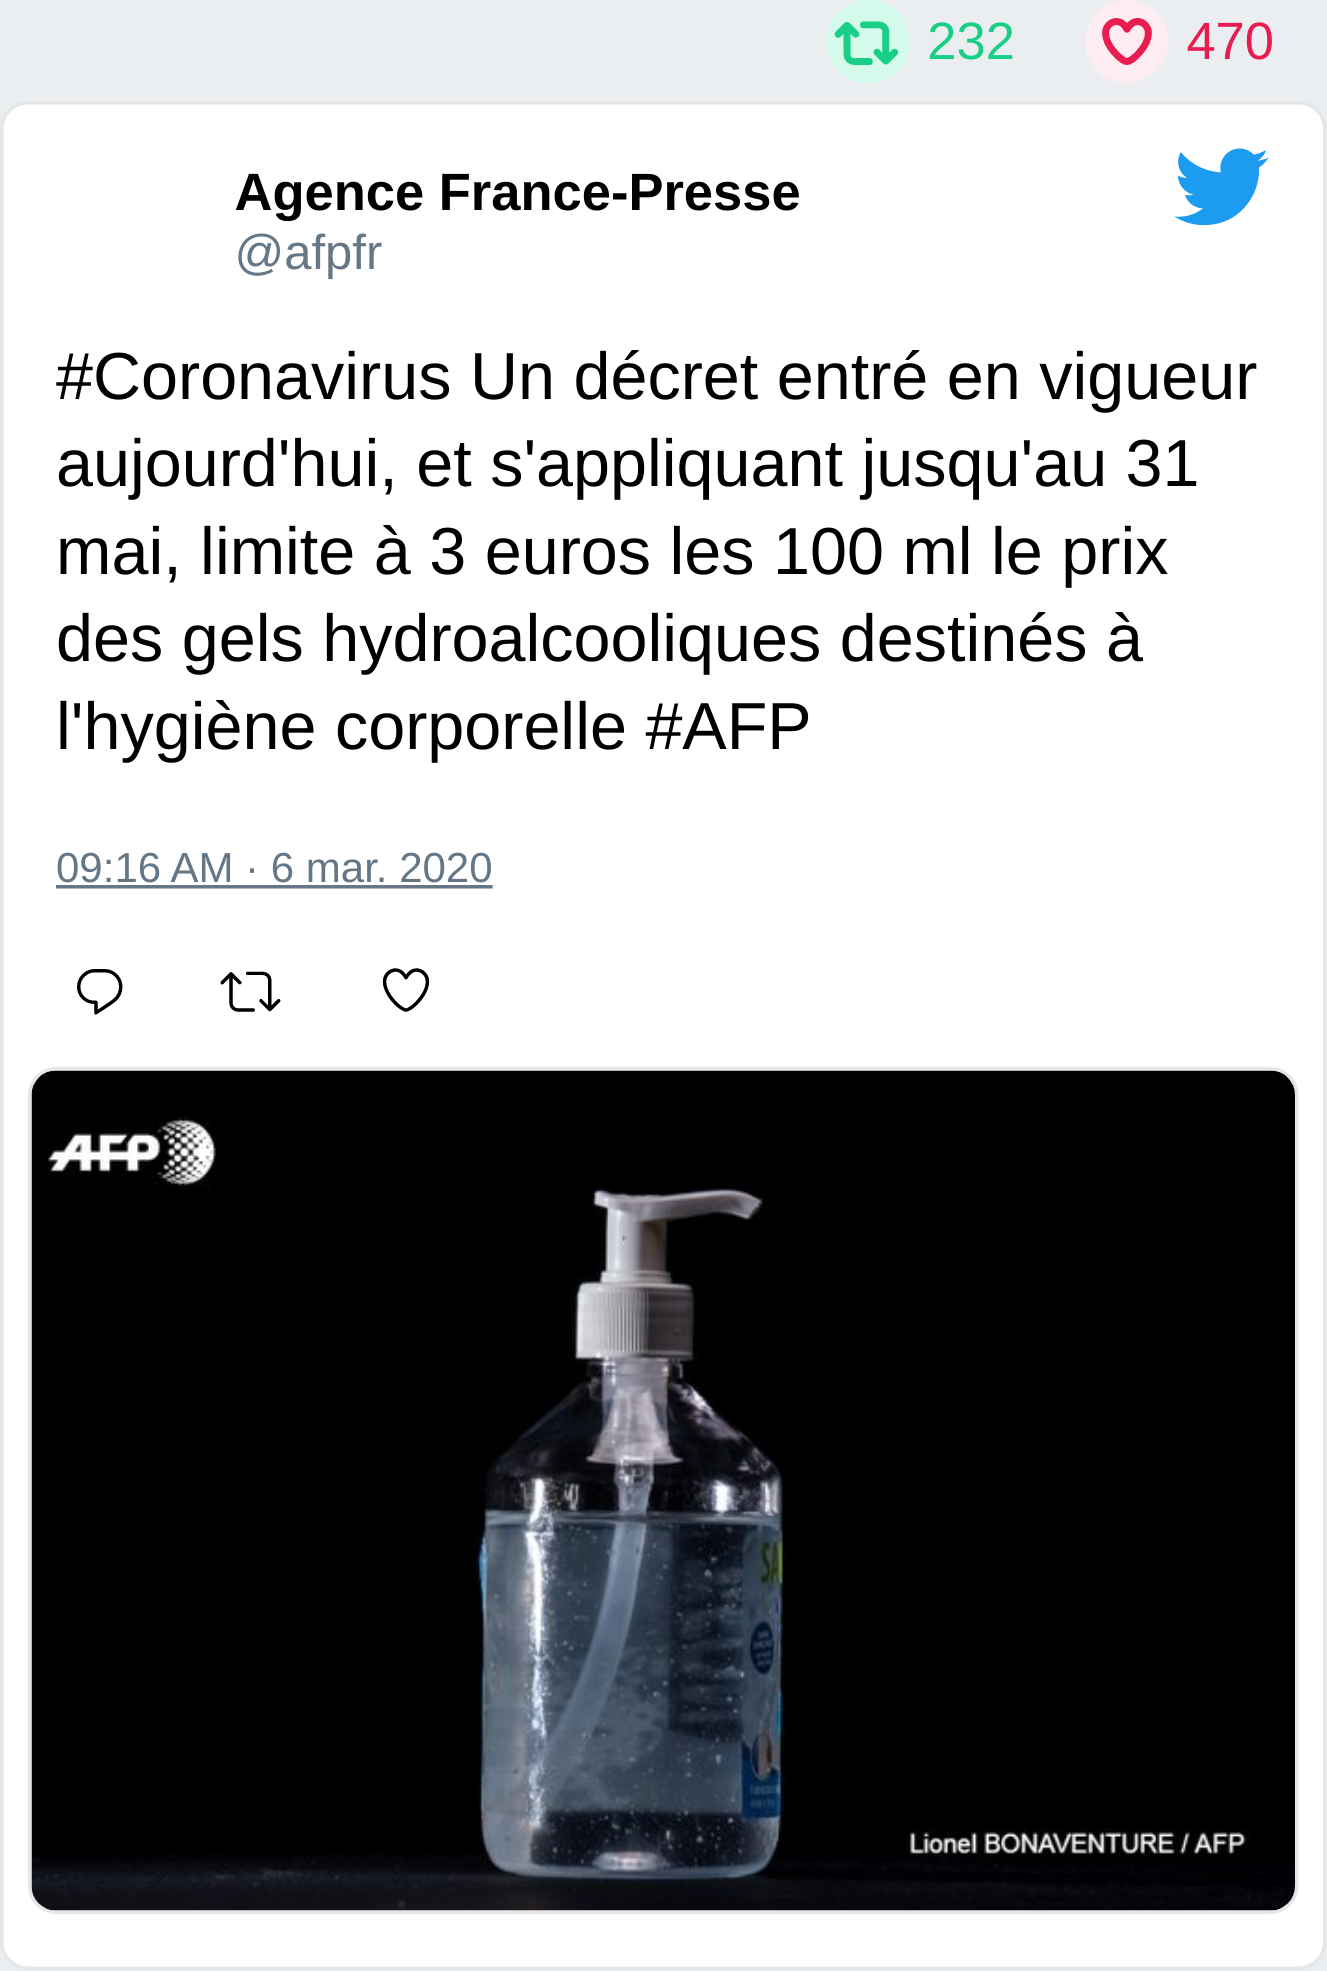 232 470
Agence France-Presse
@afpfr
#Coronavirus Un décret entré en vigueur
aujourd'hui, et s'appliquant jusqu'au 31
mai, limite à 3 euros les 100 ml le prix
des gels hydroalcooliques destinés à
l'hygiène corporelle #AFP
09:16 AM · 6 mar. 2020
AFP
SA
Lionel BONAVENTURE / AFP